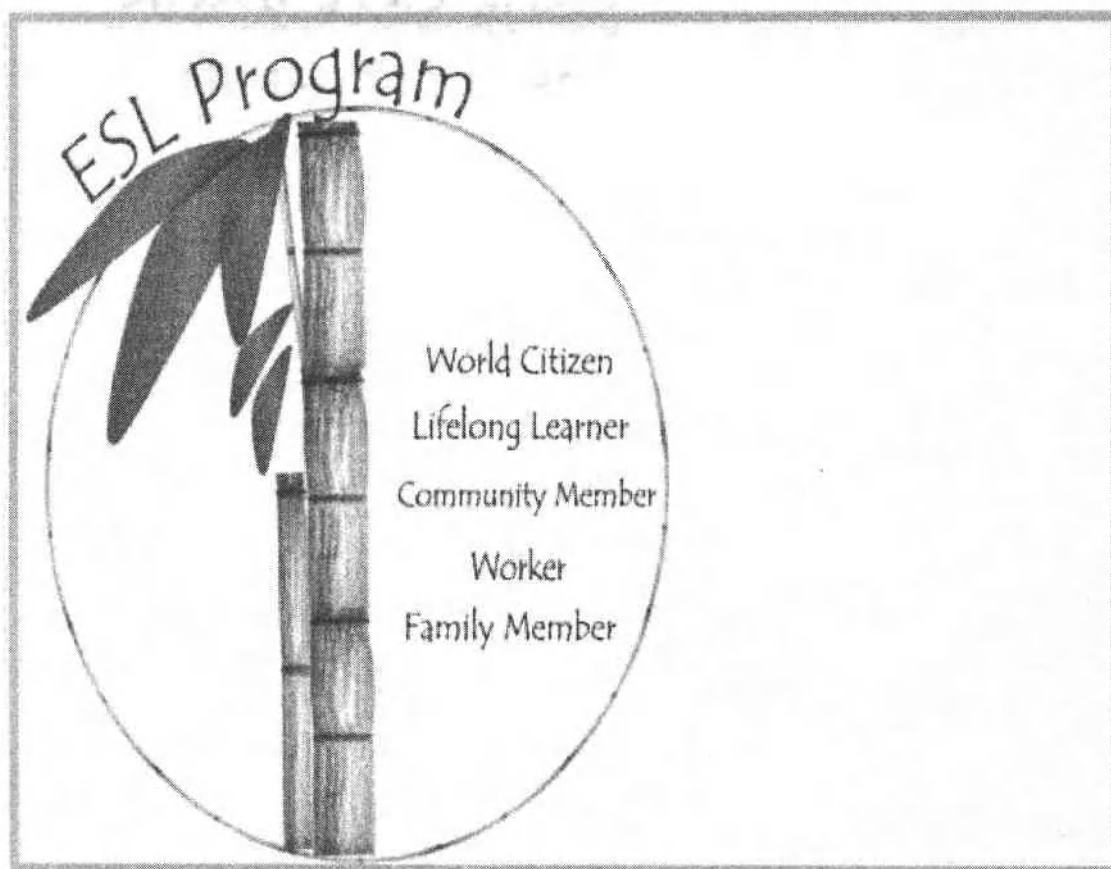 ESL Program
World Citizen
Lifelong Learner
Community Member
Worker
Family Member